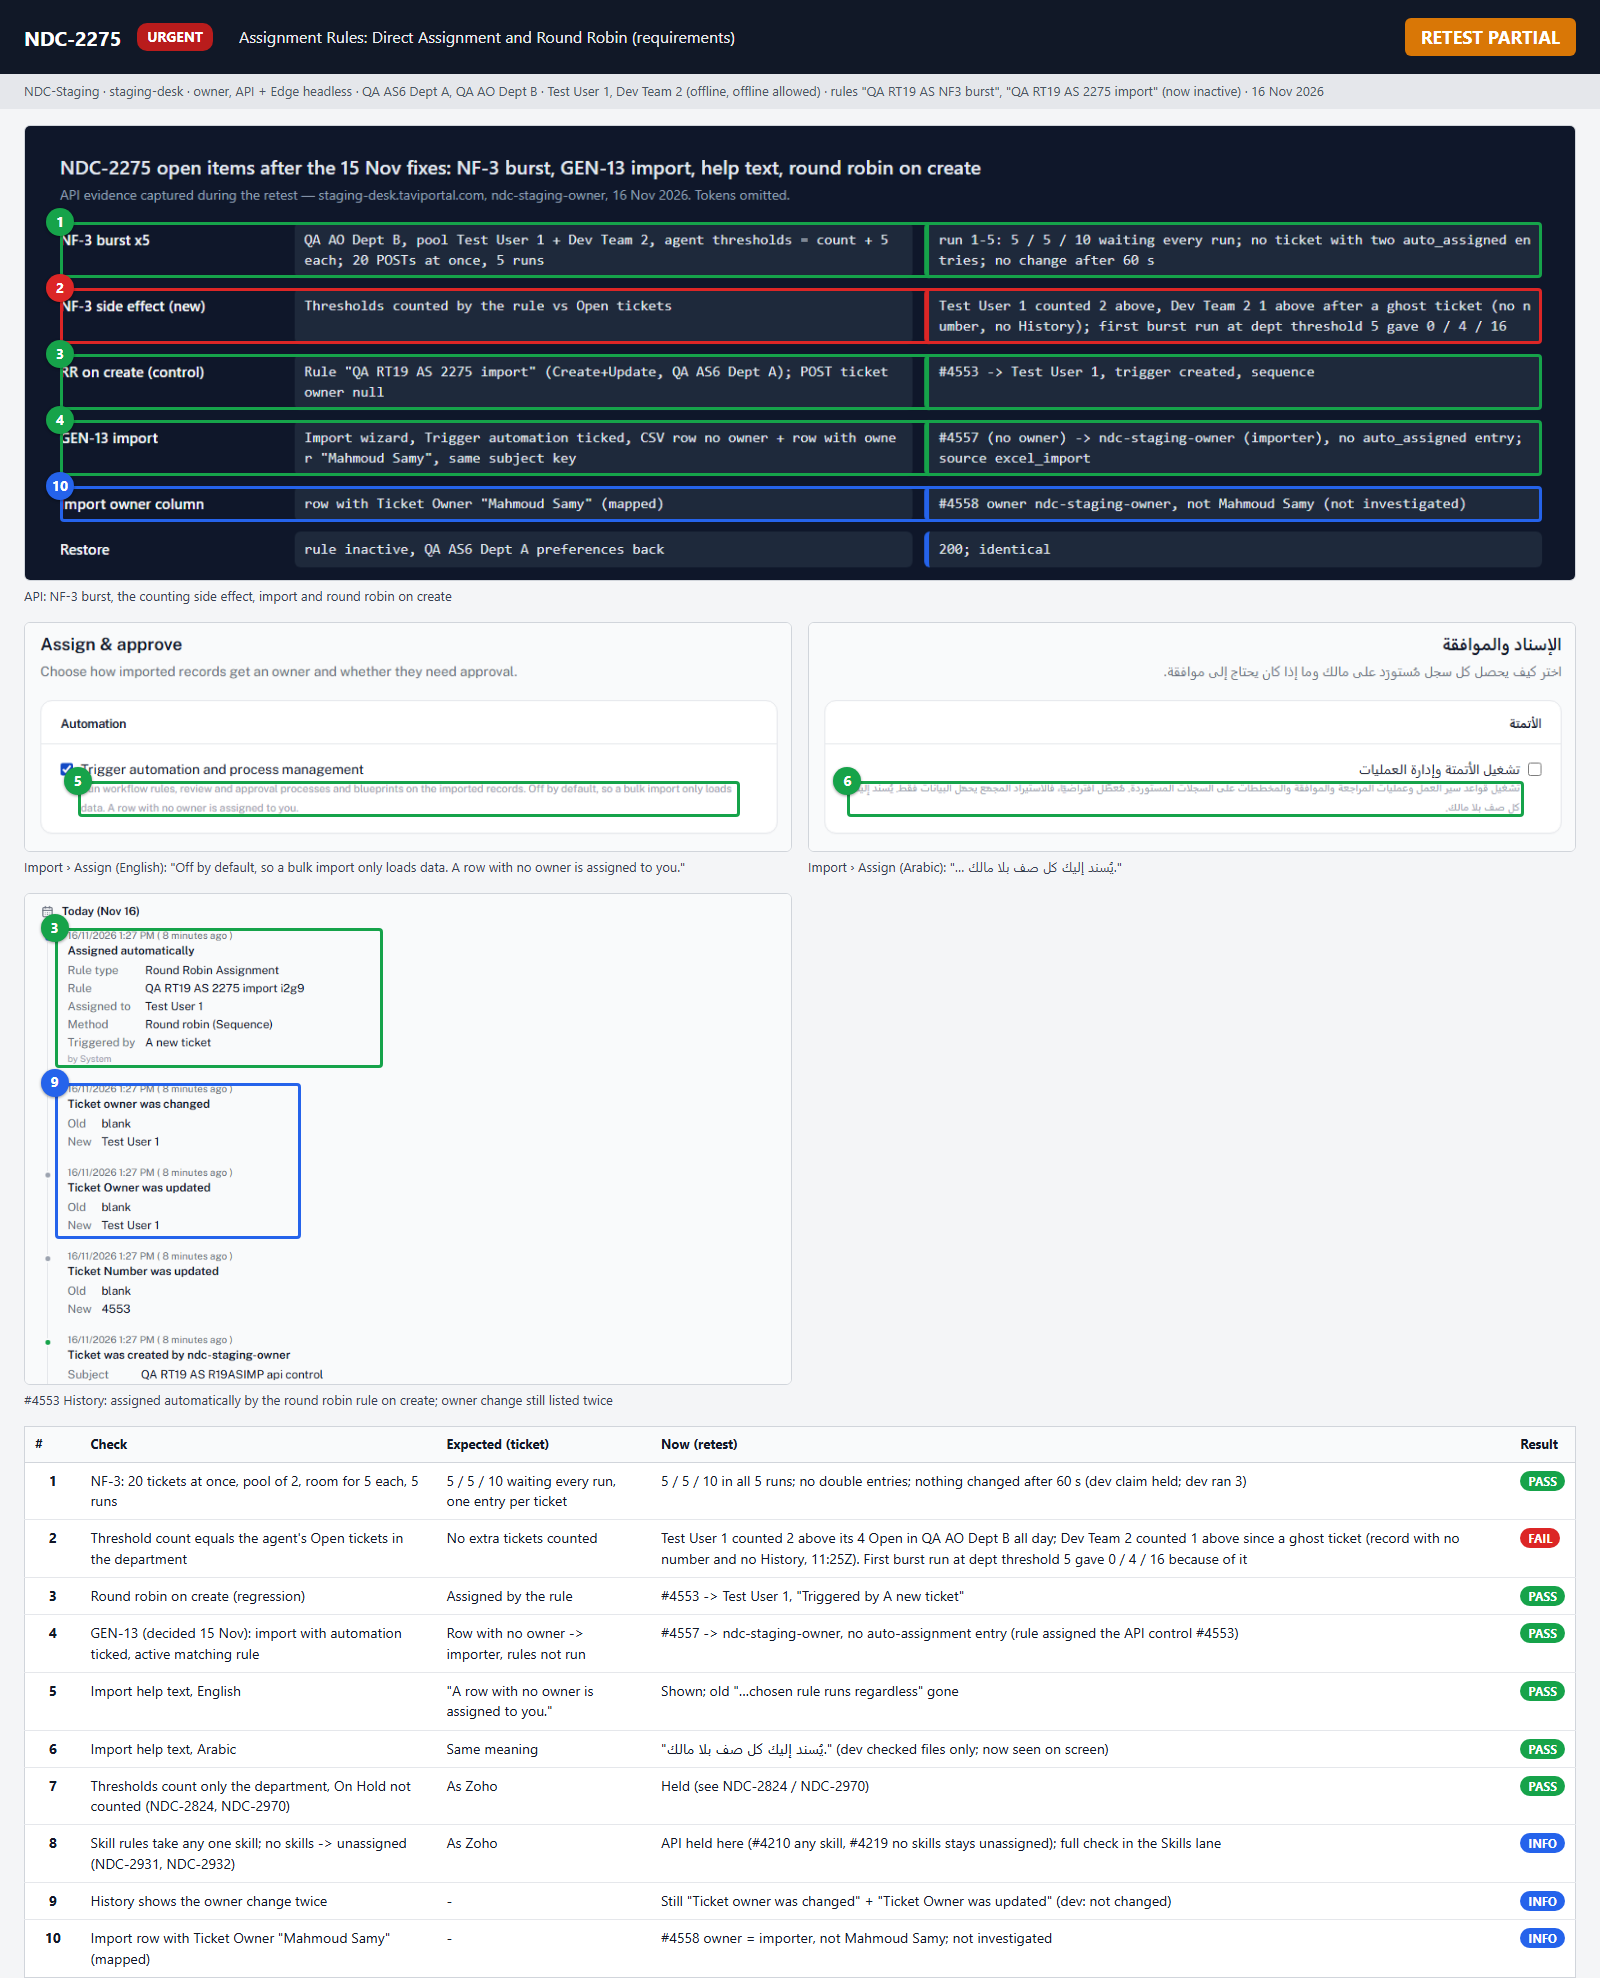 NDC-2275 URGENT Assignment Rules: Direct Assignment and Round Robin (requirements) RETEST PARTIAL
NDC-Staging · staging-desk · owner, API + Edge headless · QA AS6 Dept A, QA AO Dept B · Test User 1, Dev Team 2 (offline, offline allowed) · rules "QA RT19 AS NF3 burst", "QA RT19 AS 2275 import" (now inactive) · 16 Nov 2026
NDC-2275 open items after the 15 Nov fixes: NF-3 burst, GEN-13 import, help text, round robin on create
API evidence captured during the retest — staging-desk.taviportal.com, ndc-staging-owner, 16 Nov 2026. Tokens omitted.
1
NF-3 burst x5
QA AO Dept B, pool Test User 1 + Dev Team 2, agent thresholds = count + 5
each; 20 POSTs at once, 5 runs
run 1-5: 5 / 5 / 10 waiting every run; no ticket with two auto_assigned en
tries; no change after 60 s
2
NF-3 side effect (new)
Thresholds counted by the rule vs Open tickets
Test User 1 counted 2 above, Dev Team 2 1 above after a ghost ticket (no n
umber, no History); first burst run at dept threshold 5 gave 0 / 4 / 16
3
RR on create (control)
Rule "QA RT19 AS 2275 import" (Create+Update, QA AS6 Dept A); POST ticket
owner null
#4553 -> Test User 1, trigger created, sequence
4
GEN-13 import
Import wizard, Trigger automation ticked, CSV row no owner + row with owne
r "Mahmoud Samy", same subject key
#4557 (no owner) -> ndc-staging-owner (importer), no auto_assigned entry;
source excel_import
10
Import owner column
row with Ticket Owner "Mahmoud Samy" (mapped)
#4558 owner ndc-staging-owner, not Mahmoud Samy (not investigated)
Restore
rule inactive, QA AS6 Dept A preferences back
200; identical
API: NF-3 burst, the counting side effect, import and round robin on create
Assign & approve
Choose how imported records get an owner and whether they need approval.
Automation
Trigger automation and process management
5
Run workflow rules, review and approval processes and blueprints on the imported records. Off by default, so a bulk import only loads
data. A row with no owner is assigned to you.
Import › Assign (English): "Off by default, so a bulk import only loads data. A row with no owner is assigned to you."
الإسناد والموافقة
اختر كيف يحصل كل سجل مُستورَد على مالك وما إذا كان يحتاج إلى موافقة.
الأتمتة
تشغيل الأتمتة وإدارة العمليات
6
تشغيل قواعد سير العمل وعمليات المراجعة والموافقة والمخططات على السجلات المستوردة. مُعطّل افتراضيًا، فالاستيراد المجمع يحمل البيانات فقط. يُسند إليك
كل صف بلا مالك.
Import › Assign (Arabic): "... يُسند إليك كل صف بلا مالك."
Today (Nov 16)
3
16/11/2026 1:27 PM ( 8 minutes ago )
Assigned automatically
Rule type Round Robin Assignment
Rule QA RT19 AS 2275 import i2g9
Assigned to Test User 1
Method Round robin (Sequence)
Triggered by A new ticket
by System
9
16/11/2026 1:27 PM ( 8 minutes ago )
Ticket owner was changed
Old blank
New Test User 1
16/11/2026 1:27 PM ( 8 minutes ago )
Ticket Owner was updated
Old blank
New Test User 1
16/11/2026 1:27 PM ( 8 minutes ago )
Ticket Number was updated
Old blank
New 4553
16/11/2026 1:27 PM ( 8 minutes ago )
Ticket was created by ndc-staging-owner
Subject QA RT19 AS R19ASIMP api control
#4553 History: assigned automatically by the round robin rule on create; owner change still listed twice
# Check Expected (ticket) Now (retest) Result
1 NF-3: 20 tickets at once, pool of 2, room for 5 each, 5 5 / 5 / 10 waiting every run, 5 / 5 / 10 in all 5 runs; no double entries; nothing changed after 60 s (dev claim held; dev ran 3) PASS
runs one entry per ticket
2 Threshold count equals the agent's Open tickets in No extra tickets counted Test User 1 counted 2 above its 4 Open in QA AO Dept B all day; Dev Team 2 counted 1 above since a ghost ticket (record with no FAIL
the department number and no History, 11:25Z). First burst run at dept threshold 5 gave 0 / 4 / 16 because of it
3 Round robin on create (regression) Assigned by the rule #4553 -> Test User 1, "Triggered by A new ticket" PASS
4 GEN-13 (decided 15 Nov): import with automation Row with no owner -> #4557 -> ndc-staging-owner, no auto-assignment entry (rule assigned the API control #4553) PASS
ticked, active matching rule importer, rules not run
5 Import help text, English "A row with no owner is Shown; old "...chosen rule runs regardless" gone PASS
assigned to you."
6 Import help text, Arabic Same meaning "يُسند إليك كل صف بلا مالك." (dev checked files only; now seen on screen) PASS
7 Thresholds count only the department, On Hold not As Zoho Held (see NDC-2824 / NDC-2970) PASS
counted (NDC-2824, NDC-2970)
8 Skill rules take any one skill; no skills -> unassigned As Zoho API held here (#4210 any skill, #4219 no skills stays unassigned); full check in the Skills lane INFO
(NDC-2931, NDC-2932)
9 History shows the owner change twice - Still "Ticket owner was changed" + "Ticket Owner was updated" (dev: not changed) INFO
10 Import row with Ticket Owner "Mahmoud Samy" - #4558 owner = importer, not Mahmoud Samy; not investigated INFO
(mapped)